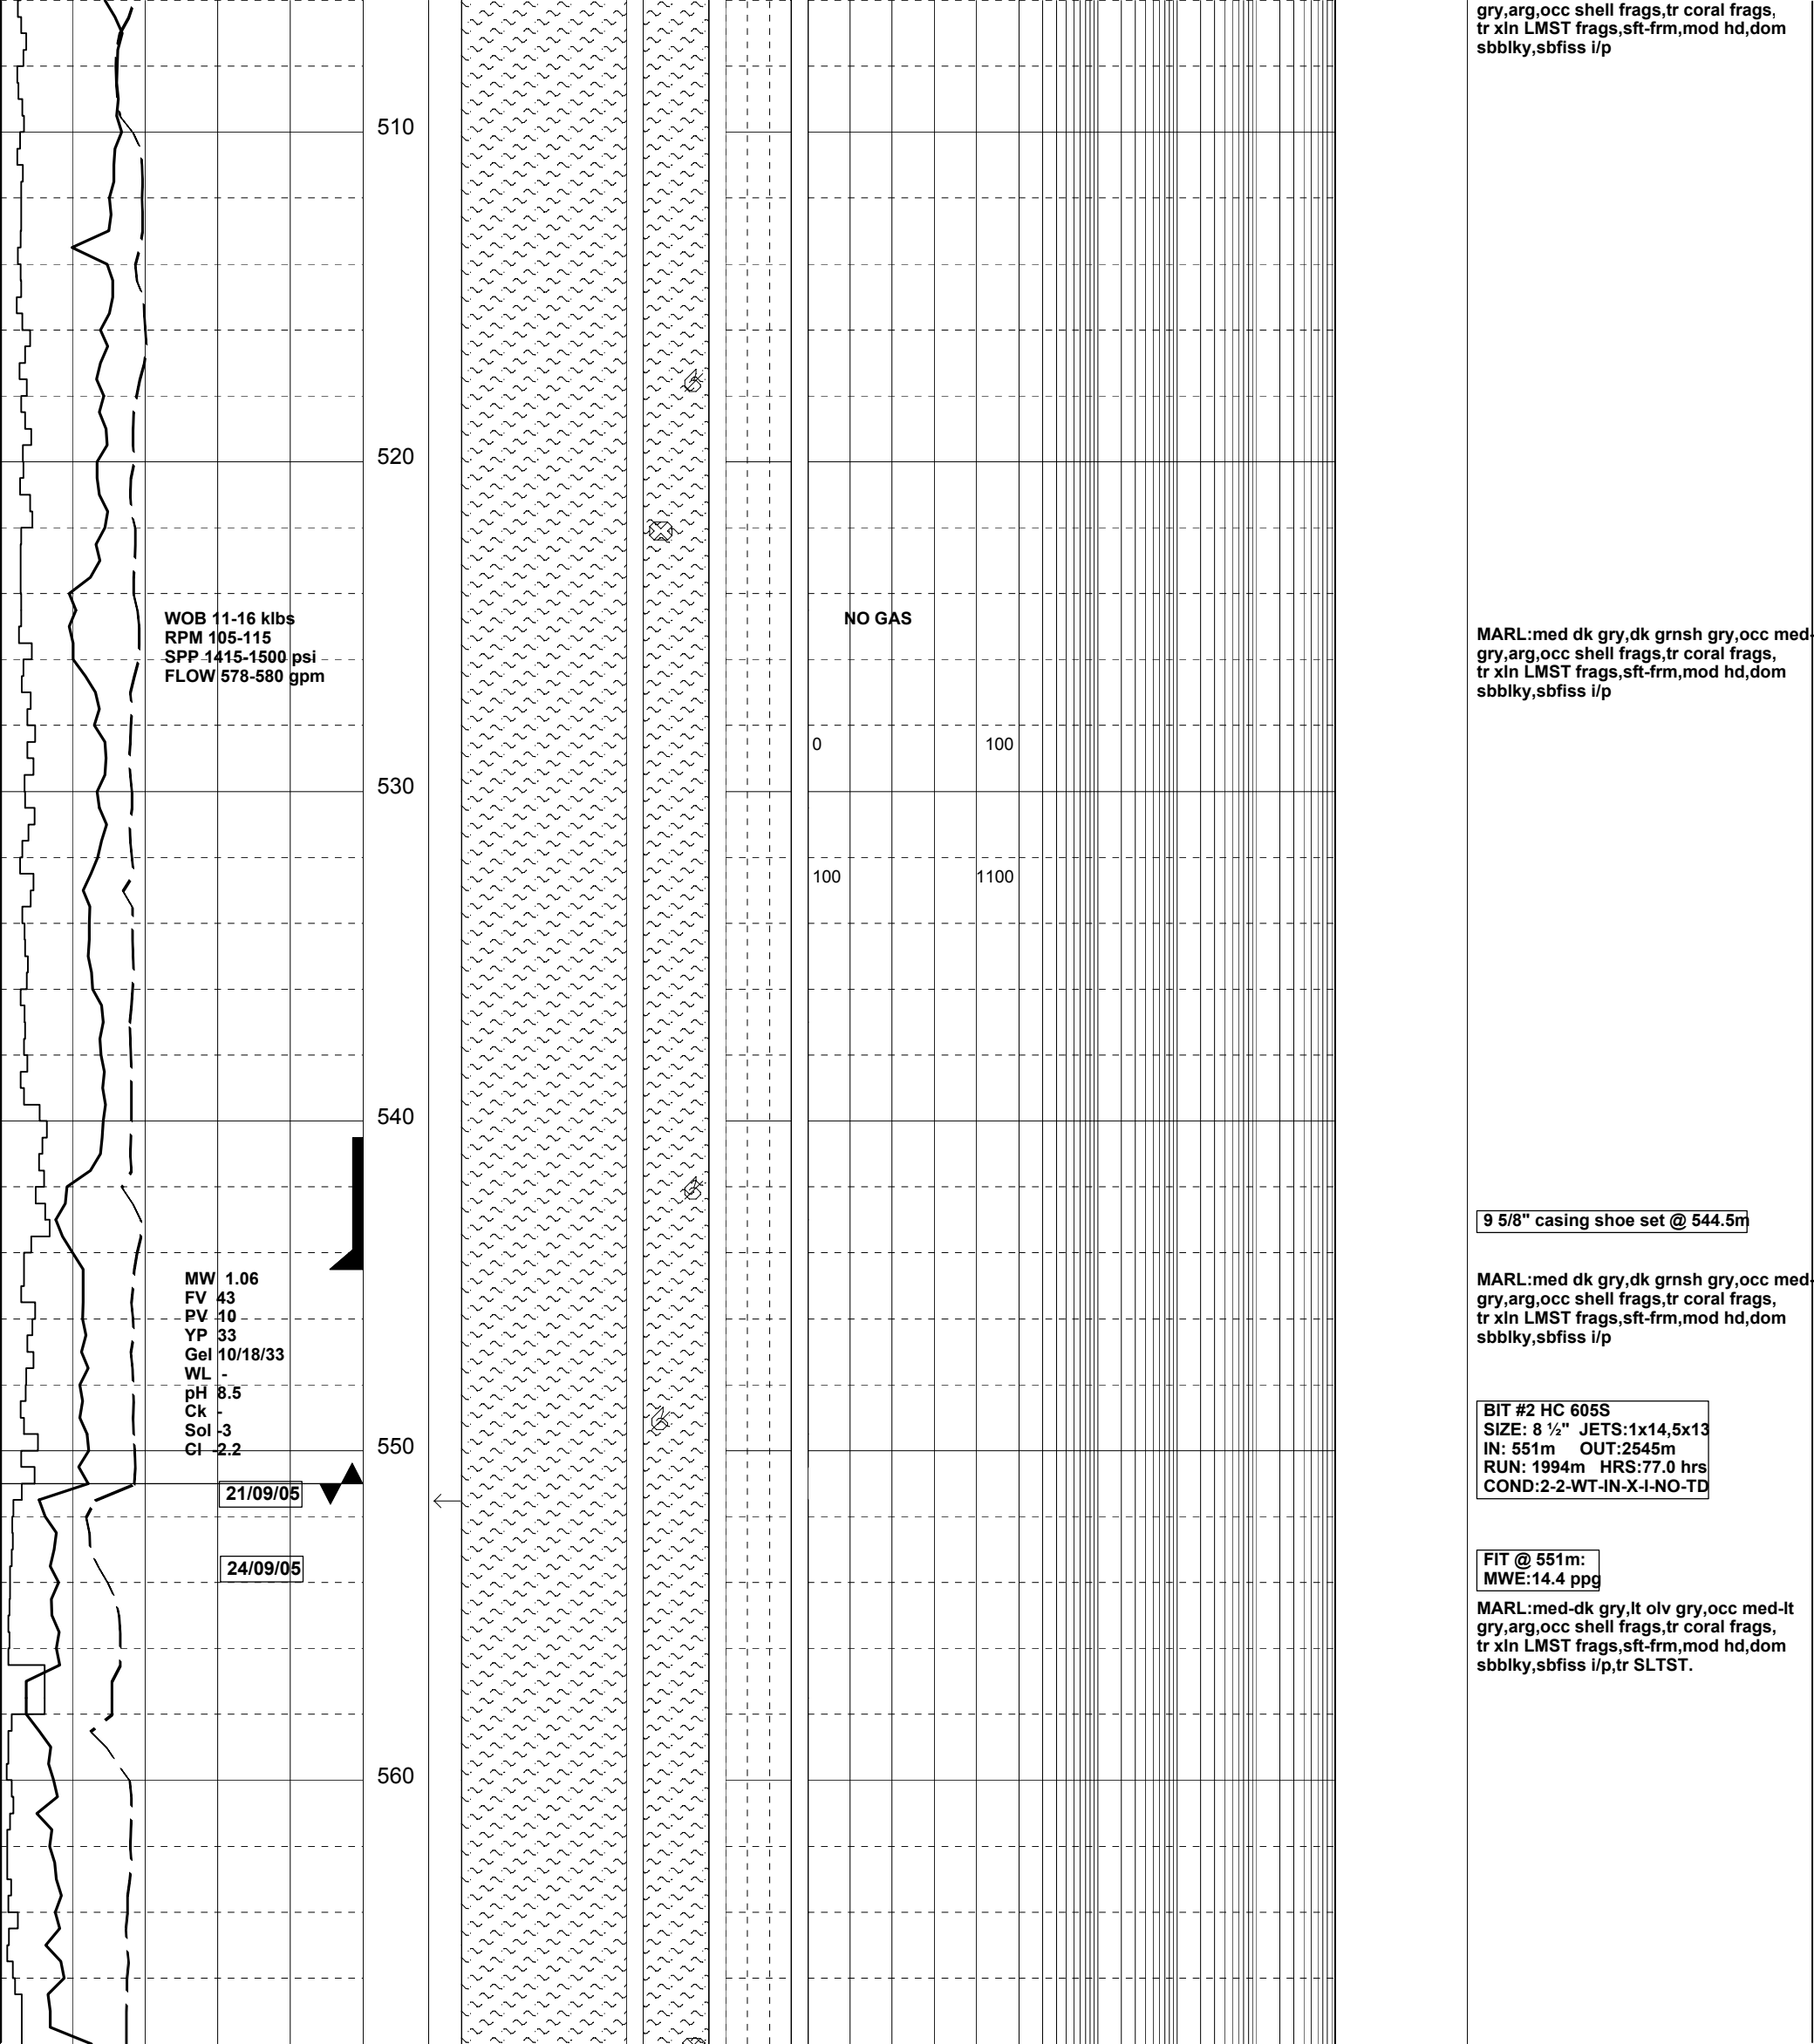 gry,arg,occ shell frags,tr coral frags,
tr xln LMST frags,sft-frm,mod hd,dom
sbblky,sbfiss i/p
510
520
WOB 11-16 klbs
RPM 105-115
SPP 1415-1500 psi
FLOW 578-580 gpm
NO GAS
MARL:med dk gry,dk grnsh gry,occ med-
gry,arg,occ shell frags,tr coral frags,
tr xln LMST frags,sft-frm,mod hd,dom
sbblky,sbfiss i/p
0 100
530
100 1100
540
9 5/8" casing shoe set @ 544.5m
MW 1.06
FV 43
PV 10
YP 33
Gel 10/18/33
WL -
pH 8.5
Ck -
Sol -3
Cl -2.2
MARL:med dk gry,dk grnsh gry,occ med-
gry,arg,occ shell frags,tr coral frags,
tr xln LMST frags,sft-frm,mod hd,dom
sbblky,sbfiss i/p
550
BIT #2 HC 605S
SIZE: 8 ½" JETS:1x14,5x13
IN: 551m OUT:2545m
RUN: 1994m HRS:77.0 hrs
COND:2-2-WT-IN-X-I-NO-TD
21/09/05
24/09/05
FIT @ 551m:
MWE:14.4 ppg
MARL:med-dk gry,lt olv gry,occ med-lt
gry,arg,occ shell frags,tr coral frags,
tr xln LMST frags,sft-frm,mod hd,dom
sbblky,sbfiss i/p,tr SLTST.
560